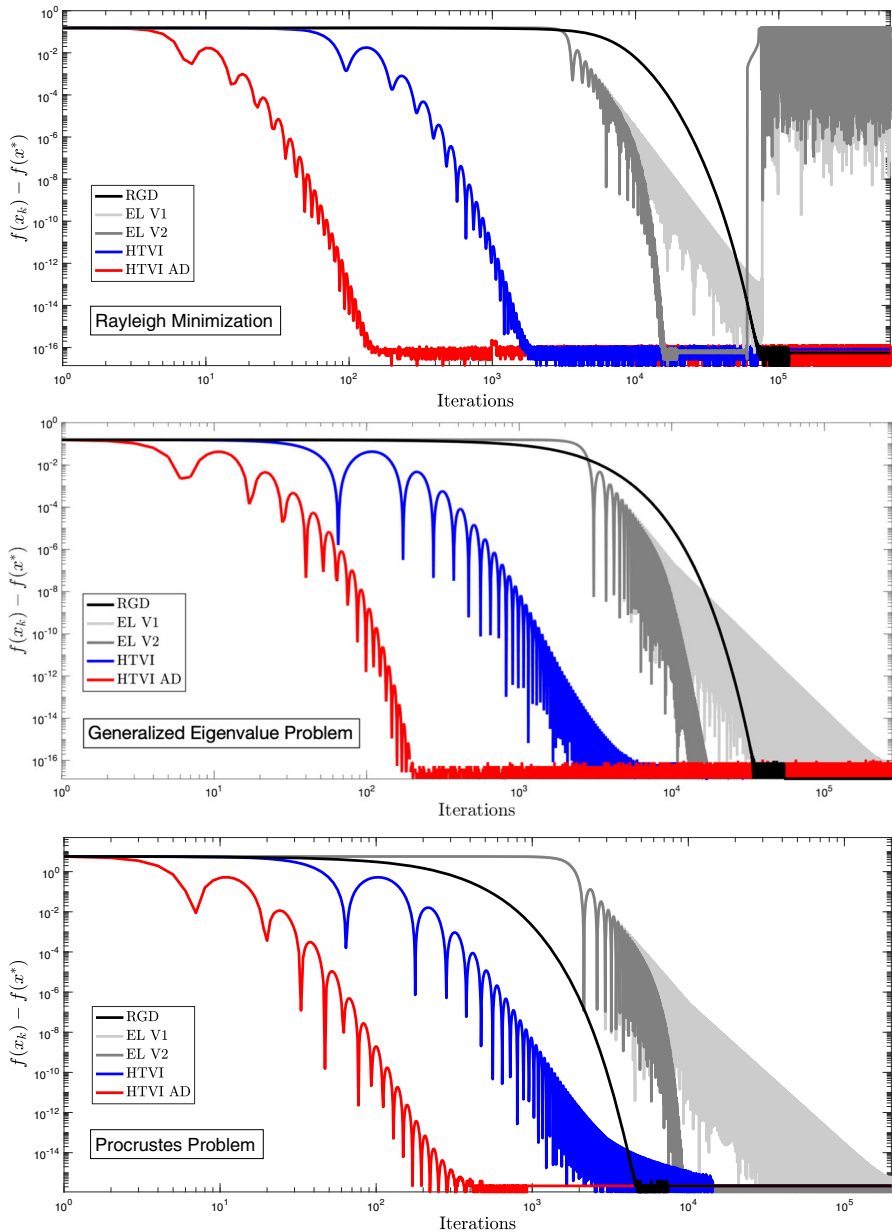 10^0
10^-2
10^-4
10^-6
10^-8
10^-10
10^-12
10^-14
10^-16
f(x_k) − f(x*)
RGD
EL V1
EL V2
HTVI
HTVI AD
Rayleigh Minimization
10^0 10^1 10^2 10^3 10^4 10^5
Iterations
10^0
10^-2
10^-4
10^-6
10^-8
10^-10
10^-12
10^-14
10^-16
f(x_k) − f(x*)
RGD
EL V1
EL V2
HTVI
HTVI AD
Generalized Eigenvalue Problem
10^0 10^1 10^2 10^3 10^4 10^5
Iterations
10^0
10^-2
10^-4
10^-6
10^-8
10^-10
10^-12
10^-14
f(x_k) − f(x*)
RGD
EL V1
EL V2
HTVI
HTVI AD
Procrustes Problem
10^0 10^1 10^2 10^3 10^4 10^5
Iterations